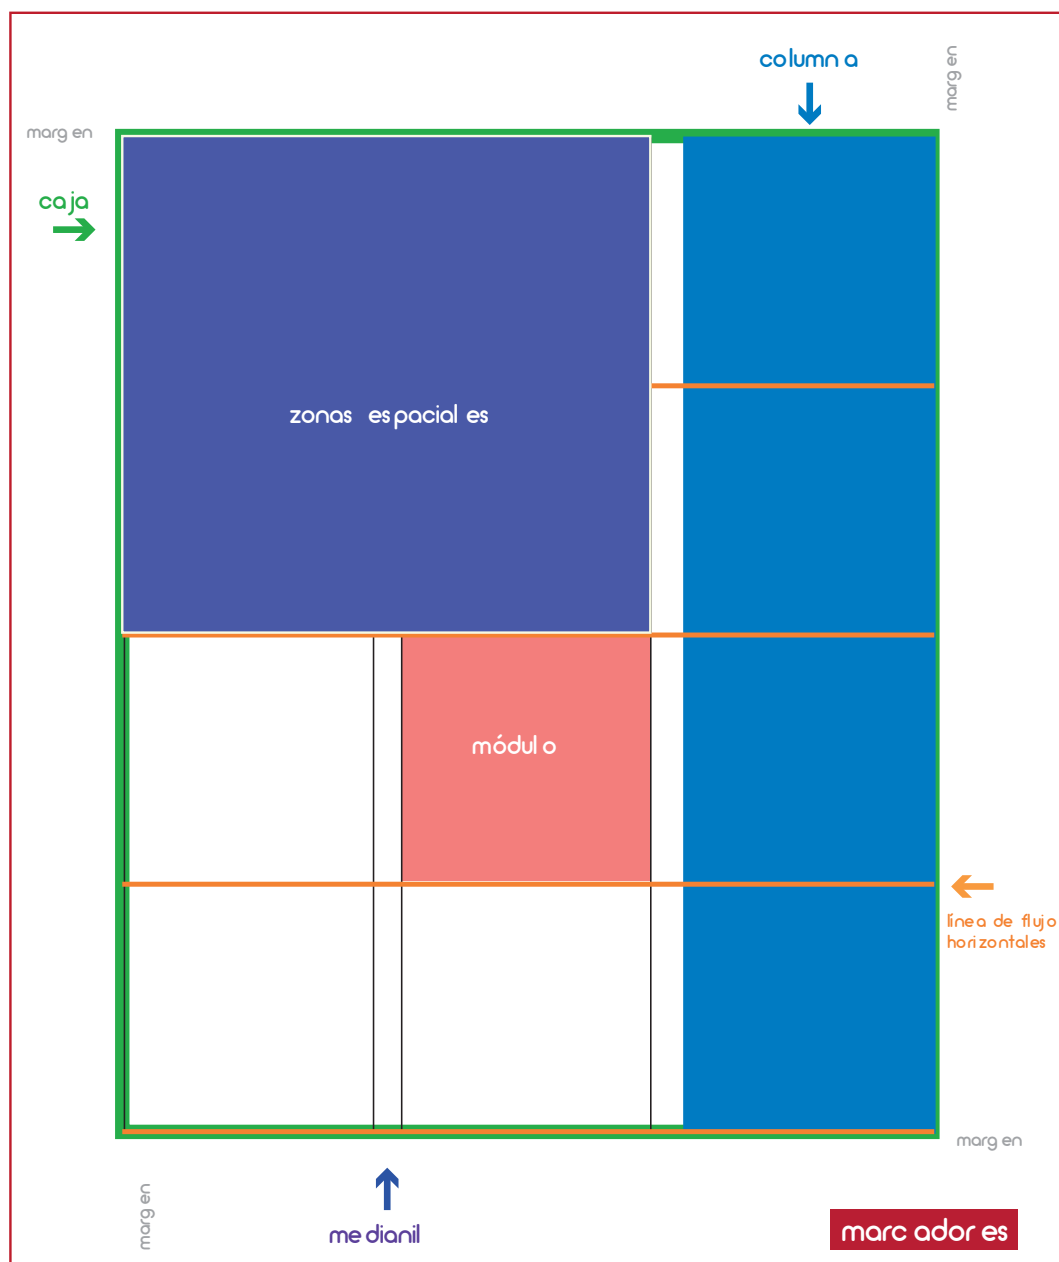 columna
margen
margen
caja
zonas espaciales
módulo
línea de flujo
horizontales
margen
margen
medianil
marcadores